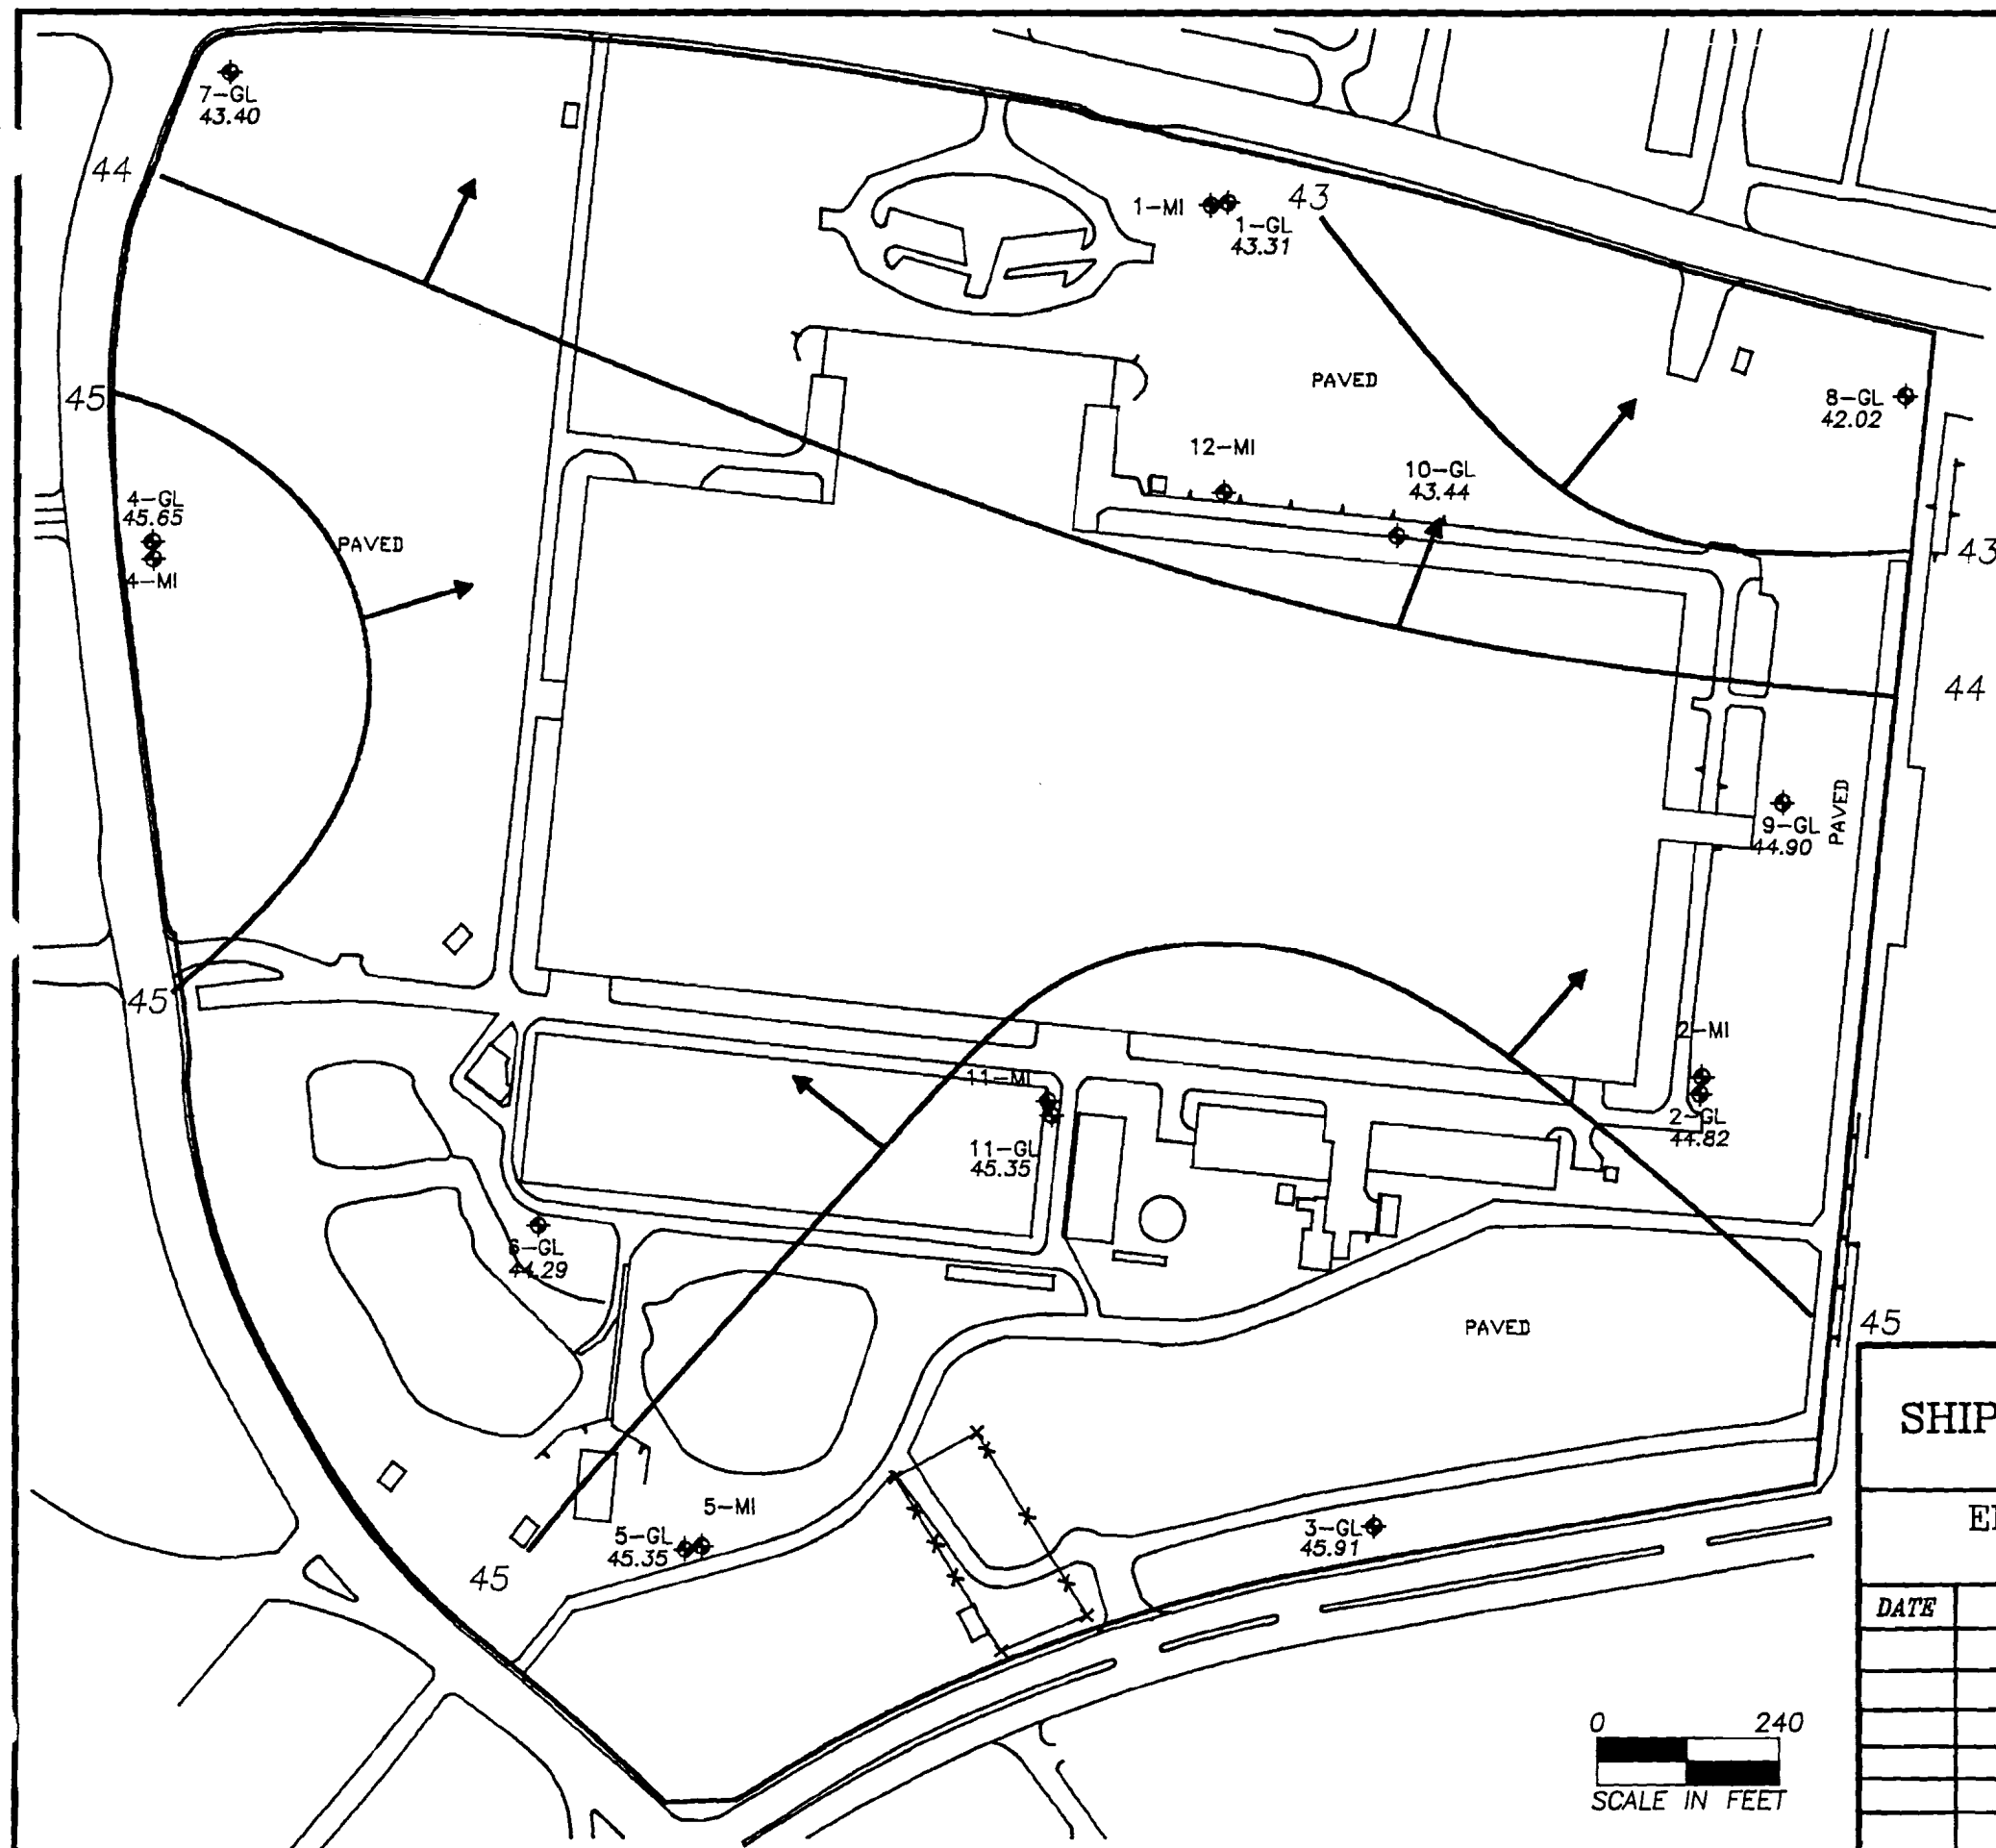 7-GL
43.40
44
1-MI
43
1-GL
43.31
PAVED
45
8-GL
42.02
12-MI
10-GL
43.44
4-GL
45.65
PAVED
4-MI
43
44
9-GL
44.90
PAVED
45
2-MI
11-MI
2-GL
44.82
11-GL
45.35
6-GL
44.29
PAVED
45
SHIP
5-MI
5-GL
45.35
3-GL
45.91
45
DATE
0 240
SCALE IN FEET